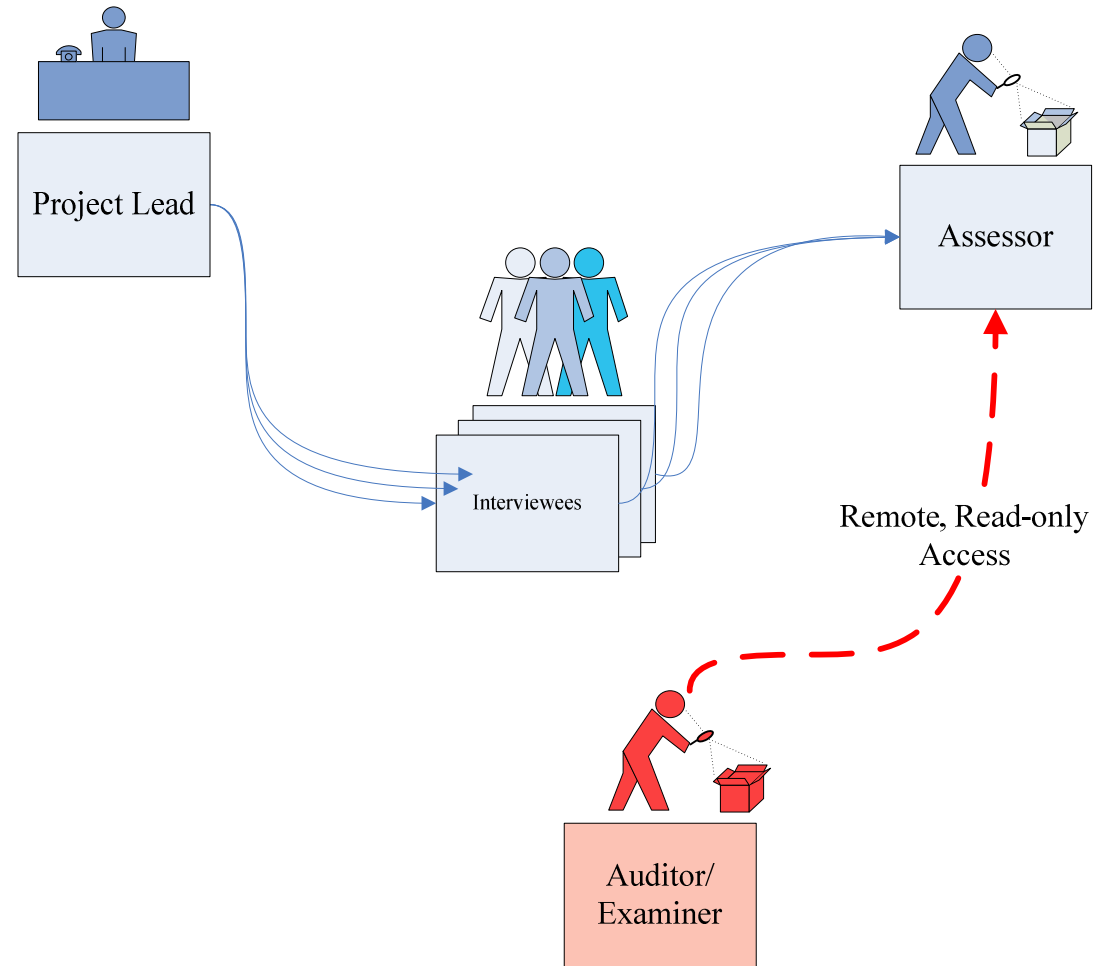 Project Lead
Assessor
Interviewees
Remote, Read-only
Access
Auditor/
Examiner